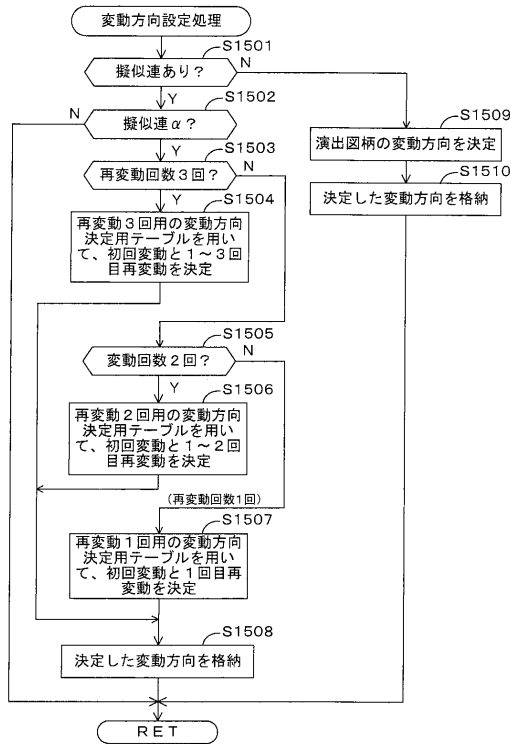 変動方向設定処理
S1501
擬似連あり？
N
Y
S1502
N
擬似連α？
Y
S1503
再変動回数３回？
N
Y
S1504
再変動３回用の変動方向
決定用テーブルを用い
て、初回変動と１～３回
目再変動を決定
S1505
変動回数２回？
N
Y
S1506
再変動２回用の変動方向
決定用テーブルを用い
て、初回変動と１～２回
目再変動を決定
(再変動回数1回)
S1507
再変動１回用の変動方向
決定用テーブルを用い
て、初回変動と１回目再
変動を決定
S1508
決定した変動方向を格納
S1509
演出図柄の変動方向を決定
S1510
決定した変動方向を格納
ＲＥＴ